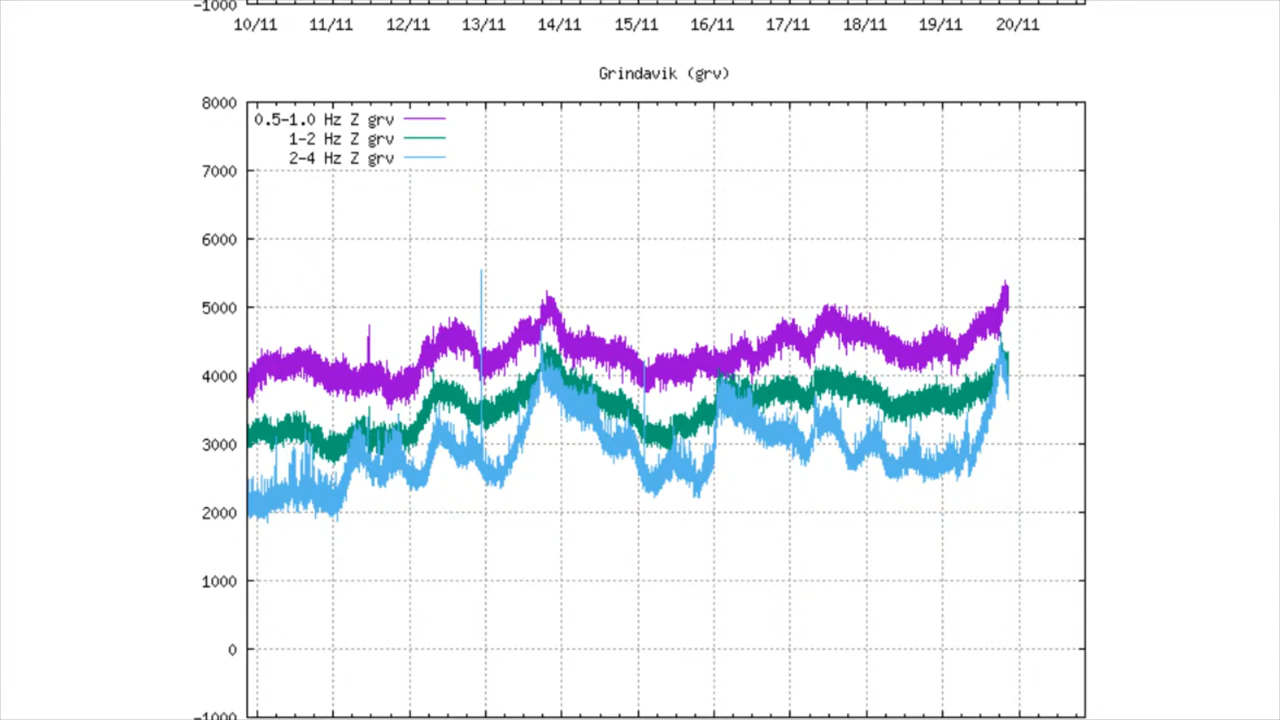 -1000
10/11 11/11 12/11 13/11 14/11 15/11 16/11 17/11 18/11 19/11 20/11
Grindavik (grv)
8000
0.5-1.0 Hz Z grv
1-2 Hz Z grv
2-4 Hz Z grv
7000
6000
5000
4000
3000
2000
1000
0
-1000